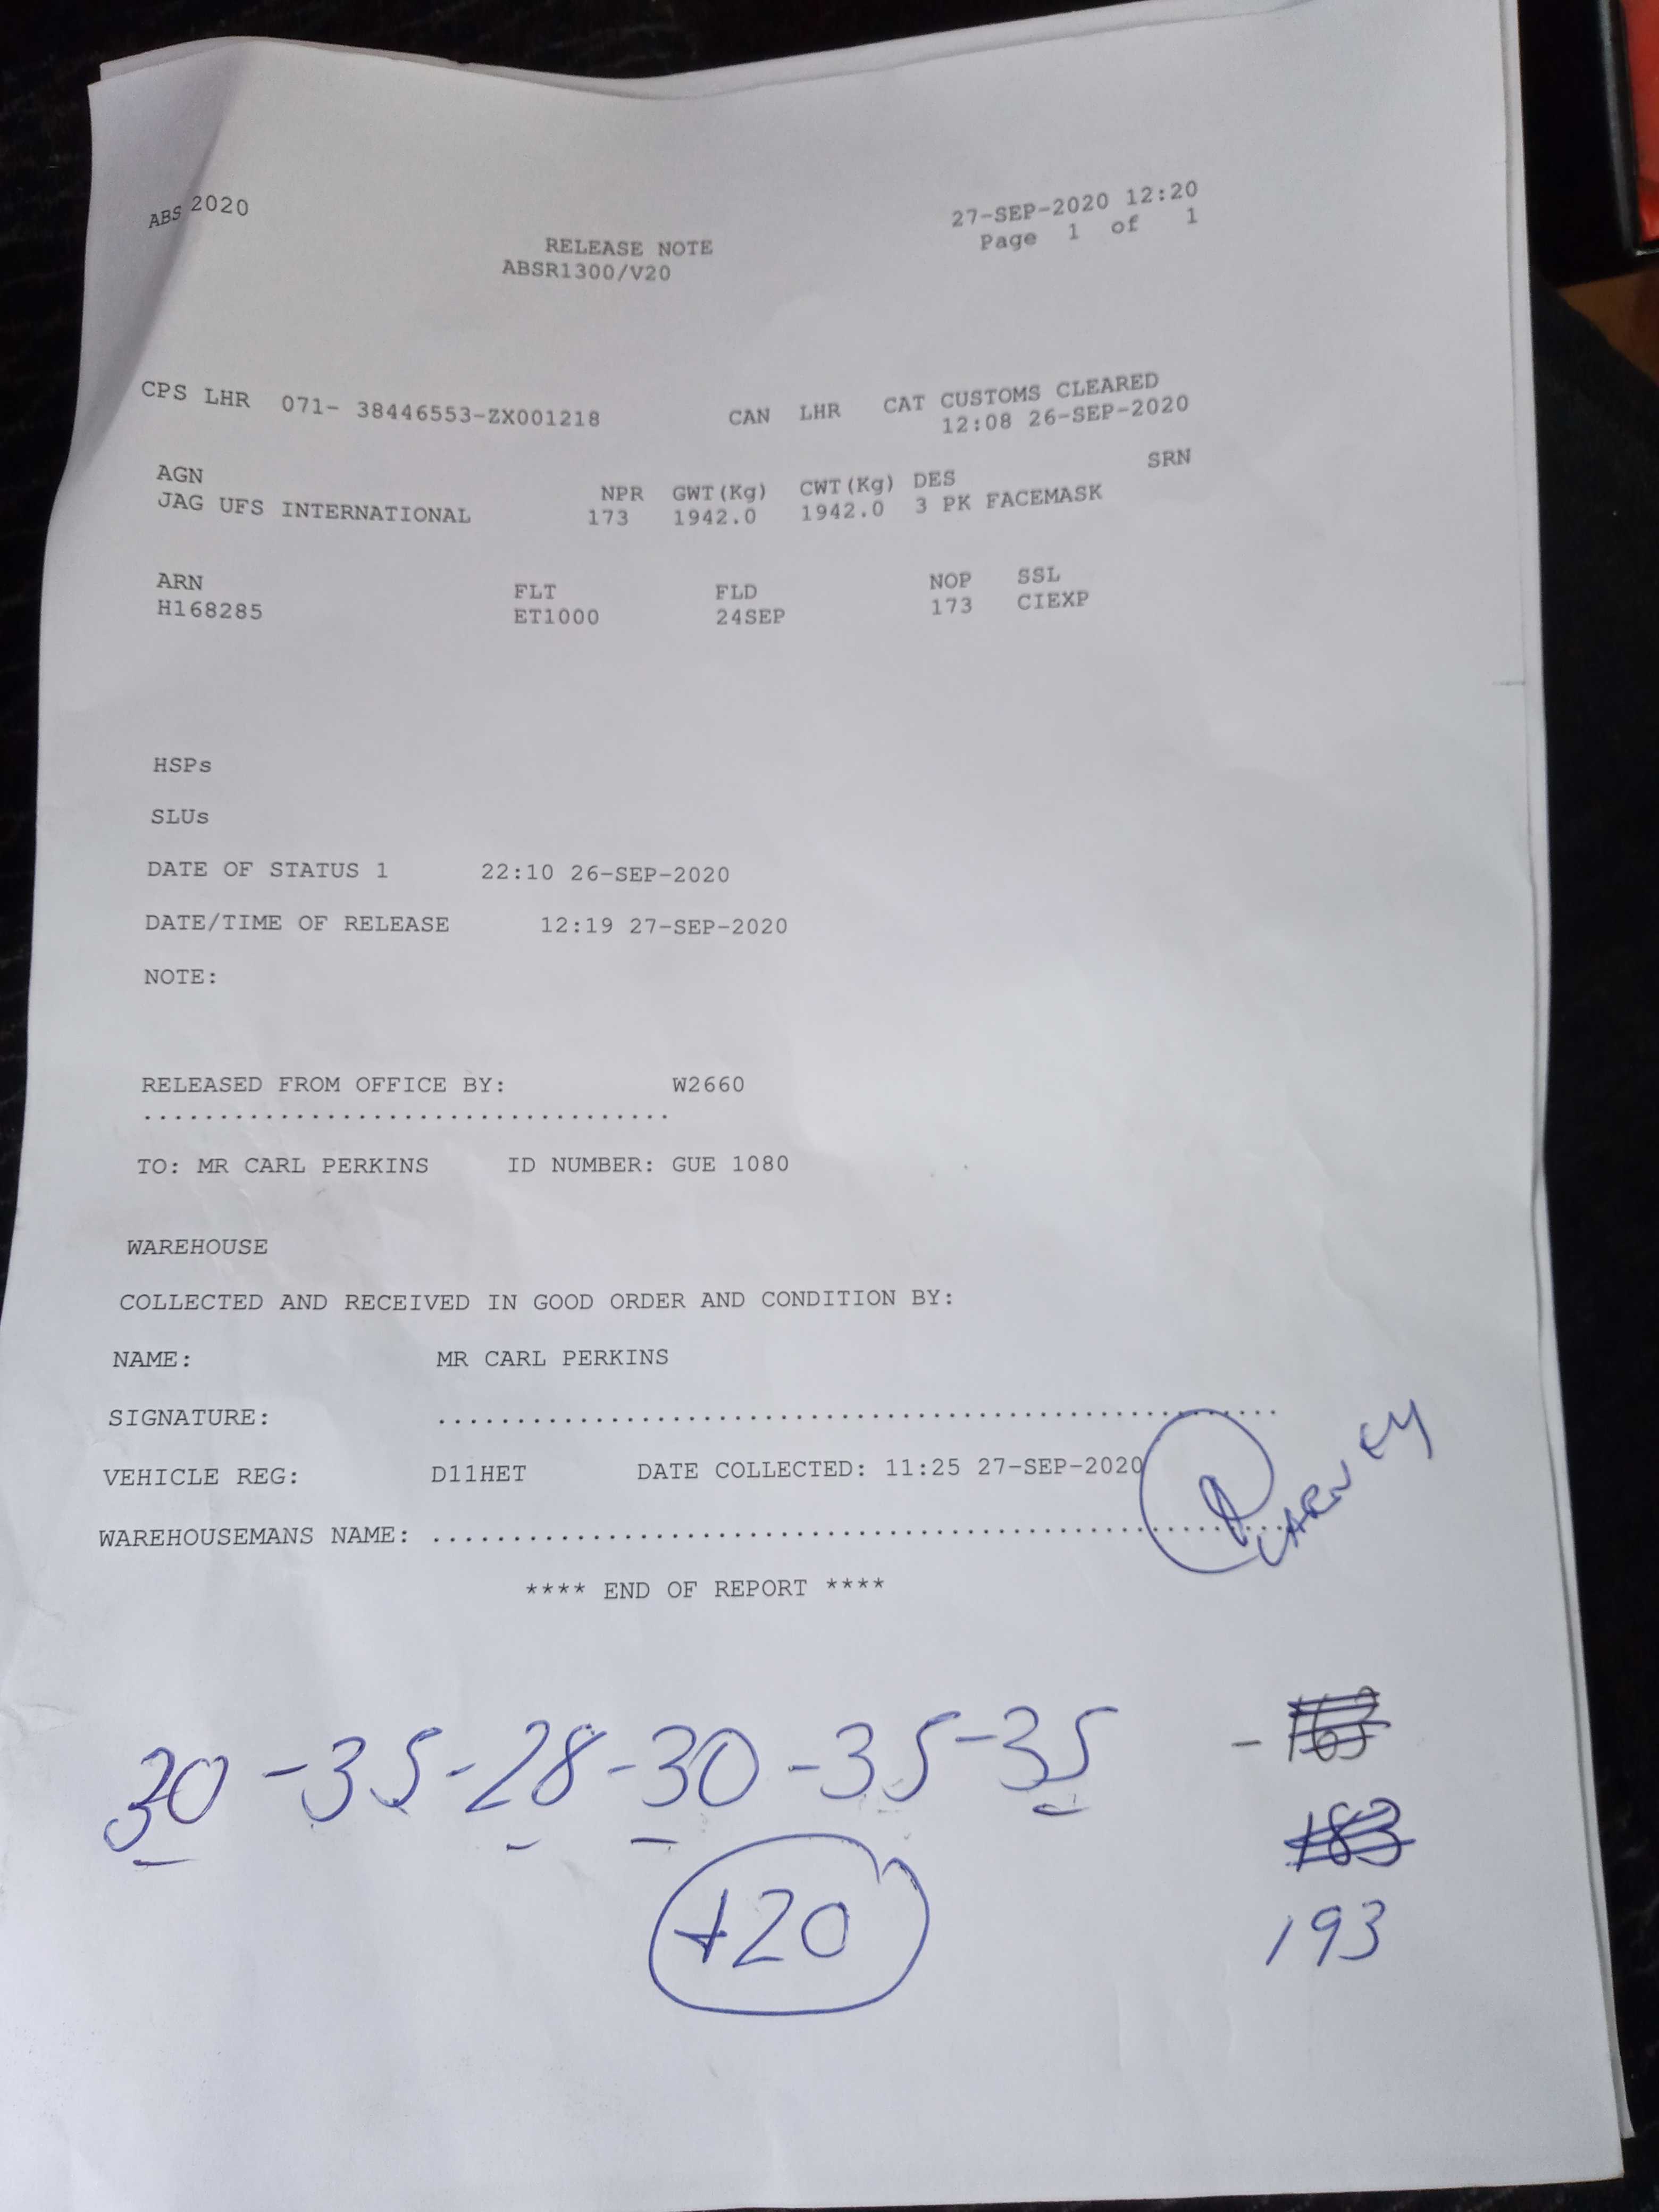 ABS 2020
27-SEP-2020 12:20
RELEASE NOTE
Page 1 of 1
ABSR1300/V20
CPS LHR 071- 38446553-ZX001218 CAN LHR CAT CUSTOMS CLEARED
12:08 26-SEP-2020
AGN NPR GWT(Kg) CWT(Kg) DES SRN
JAG UFS INTERNATIONAL 173 1942.0 1942.0 3 PK FACEMASK
ARN FLT FLD NOP SSL
H168285 ET1000 24SEP 173 CIEXP
HSPs
SLUs
DATE OF STATUS 1 22:10 26-SEP-2020
DATE/TIME OF RELEASE 12:19 27-SEP-2020
NOTE:
RELEASED FROM OFFICE BY: W2660
....................................
TO: MR CARL PERKINS ID NUMBER: GUE 1080
WAREHOUSE
COLLECTED AND RECEIVED IN GOOD ORDER AND CONDITION BY:
NAME: MR CARL PERKINS
SIGNATURE: .......................................................
VEHICLE REG: D11HET DATE COLLECTED: 11:25 27-SEP-2020
CARNEY
WAREHOUSEMANS NAME: .......................................................
**** END OF REPORT ****
30 - 35 - 28 - 30 - 35 - 35 - 163
183
+20
193